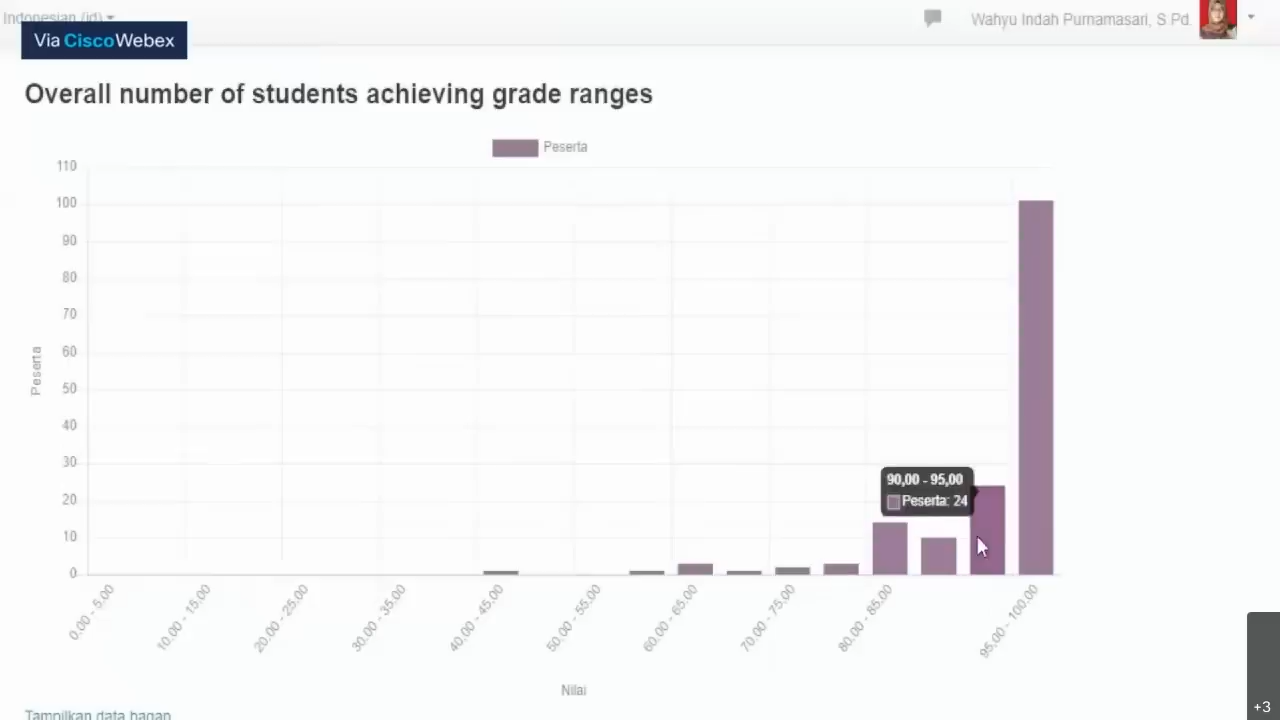 Indonesian (id)
Wahyu Indah Purnamasari, S Pd.
Via CiscoWebex
Overall number of students achieving grade ranges
Peserta
110
100
90
80
70
60
50
40
30
20
10
0
Peserta
90,00 - 95,00
Peserta: 24
0.00 - 5.00
10.00 - 15.00
20.00 - 25.00
30.00 - 35.00
40.00 - 45.00
50.00 - 55.00
60.00 - 65.00
70.00 - 75.00
80.00 - 85.00
95.00 - 100.00
Nilai
Tampilkan data bagan
+3